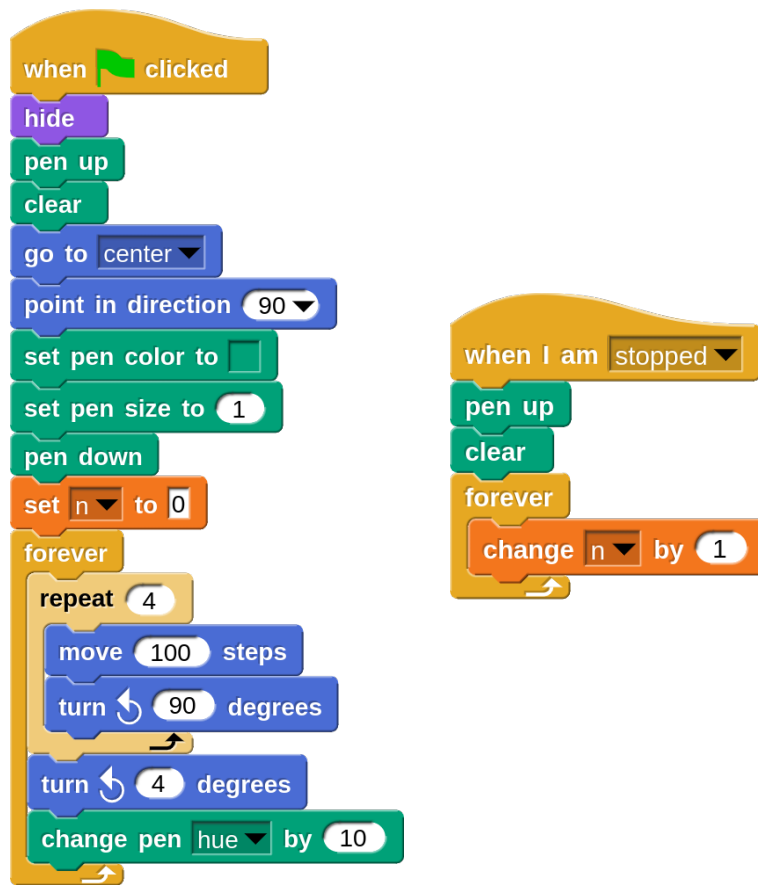 when clicked
hide
pen up
clear
go to center
point in direction 90
set pen color to
set pen size to 1
pen down
set n to 0
forever
repeat 4
move 100 steps
turn 90 degrees
turn 4 degrees
change pen hue by 10
when I am stopped
pen up
clear
forever
change n by 1